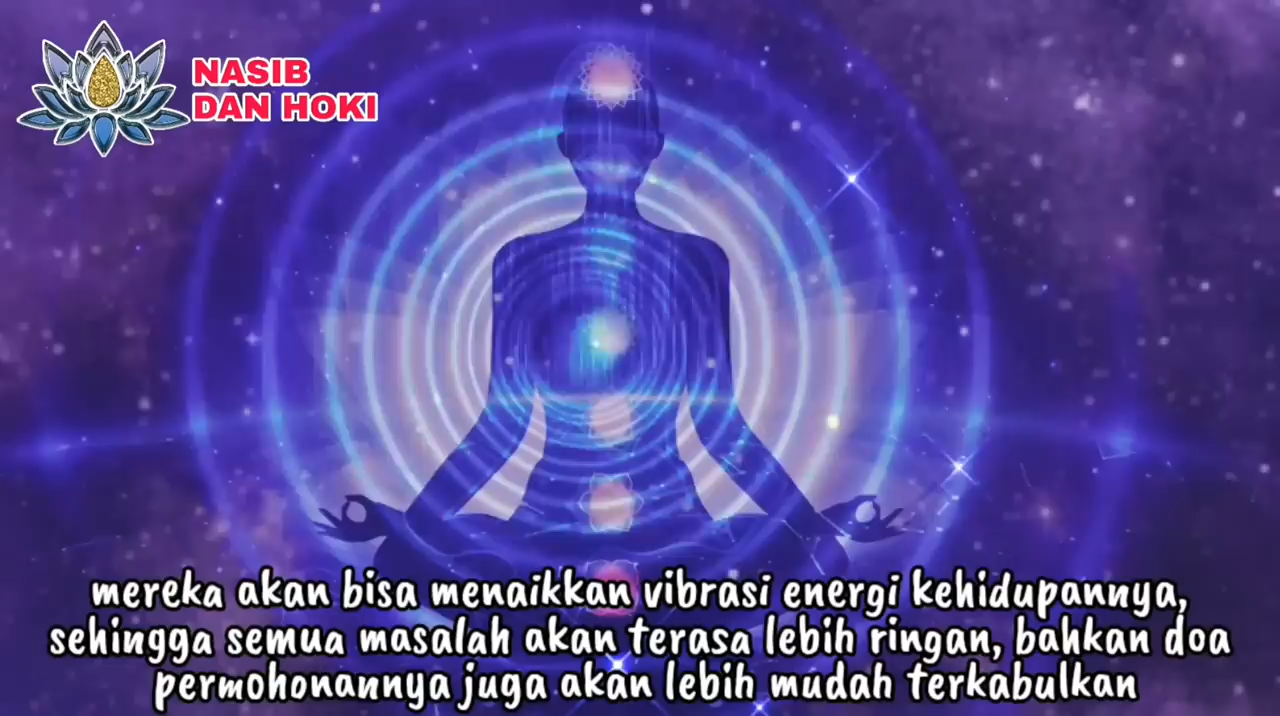 NASIB
DAN HOKI
mereka akan bisa menaikkan vibrasi energi kehidupannya,
sehingga semua masalah akan terasa lebih ringan, bahkan doa
permohonannya juga akan lebih mudah terkabulkan